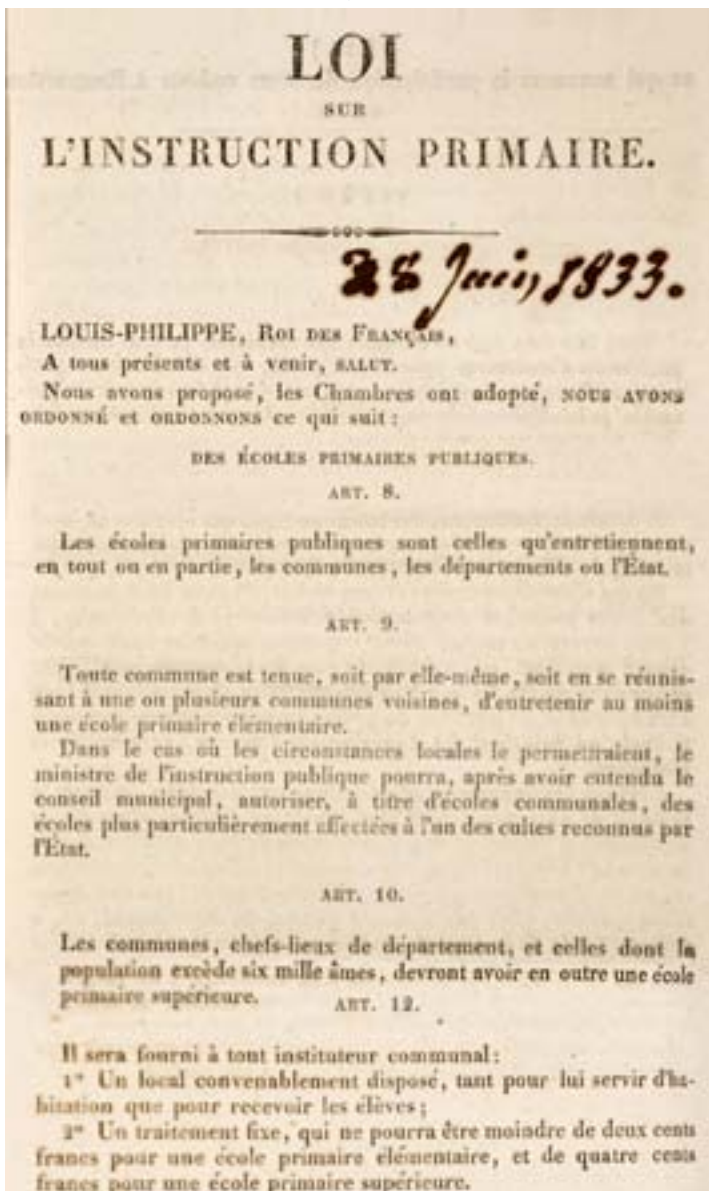 LOI
SUR
L'INSTRUCTION PRIMAIRE.
28 Juin, 1833.
LOUIS-PHILIPPE, ROI DES FRANÇAIS,
A tous présents et à venir, SALUT.
Nous avons proposé, les Chambres ont adopté, NOUS AVONS
ORDONNÉ et ORDONNONS ce qui suit :
DES ÉCOLES PRIMAIRES PUBLIQUES.
ART. 8.
Les écoles primaires publiques sont celles qu'entretiennent,
en tout ou en partie, les communes, les départements ou l'État.
ART. 9.
Toute commune est tenue, soit par elle-même, soit en se réunis-
sant à une ou plusieurs communes voisines, d'entretenir au moins
une école primaire élémentaire.
Dans le cas où les circonstances locales le permettraient, le
ministre de l'instruction publique pourra, après avoir entendu le
conseil municipal, autoriser, à titre d'écoles communales, des
écoles plus particulièrement affectées à l'un des cultes reconnus par
l'État.
ART. 10.
Les communes, chefs-lieux de département, et celles dont la
population excède six mille âmes, devront avoir en outre une école
primaire supérieure.
ART. 12.
Il sera fourni à tout instituteur communal :
1° Un local convenablement disposé, tant pour lui servir d'ha-
bitation que pour recevoir les élèves ;
2° Un traitement fixe, qui ne pourra être moindre de deux cents
francs pour une école primaire élémentaire, et de quatre cents
francs pour une école primaire supérieure.